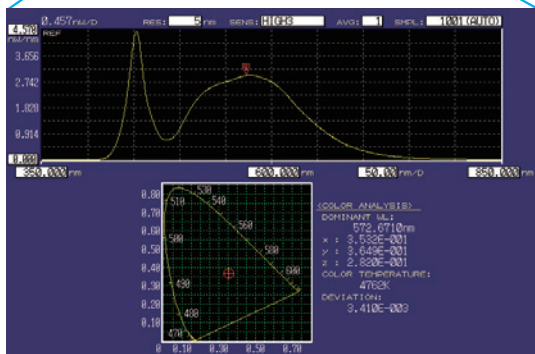 0.457nW/D RES: 5nm SENS:HIGH3 AVG: 1 SMPL: 1001(AUTO)
4.570
nW/nm
REF
3.656
2.742
1.828
0.914
0.000
350.000nm 600.000nm 50.00nm/D 850.000nm
0.80
0.70
0.60
0.50
0.40
0.30
0.20
0.10
0 0.10 0.30 0.50 0.70
510
530
540
560
500
580
600
490
480
470
<COLOR ANALYSIS>
DOMINANT WL:
572.6710nm
x : 3.532E-001
y : 3.649E-001
z : 2.820E-001
COLOR TEMPERATURE:
4762K
DEVIATION:
3.410E-003